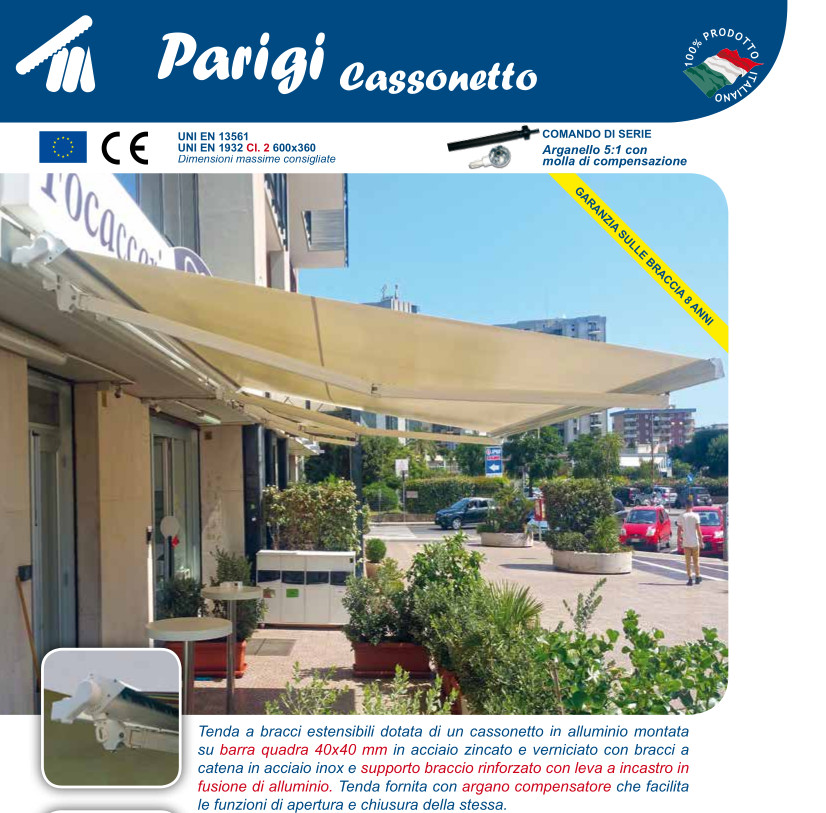 Parigi Cassonetto
100% PRODOTTO ITALIANO
CE
UNI EN 13561
UNI EN 1932 Cl. 2 600x360
Dimensioni massime consigliate
COMANDO DI SERIE
Arganello 5:1 con
molla di compensazione
GARANZIA SULLE BRACCIA 8 ANNI
Tenda a bracci estensibili dotata di un cassonetto in alluminio montata
su barra quadra 40x40 mm in acciaio zincato e verniciato con bracci a
catena in acciaio inox e supporto braccio rinforzato con leva a incastro in
fusione di alluminio. Tenda fornita con argano compensatore che facilita
le funzioni di apertura e chiusura della stessa.